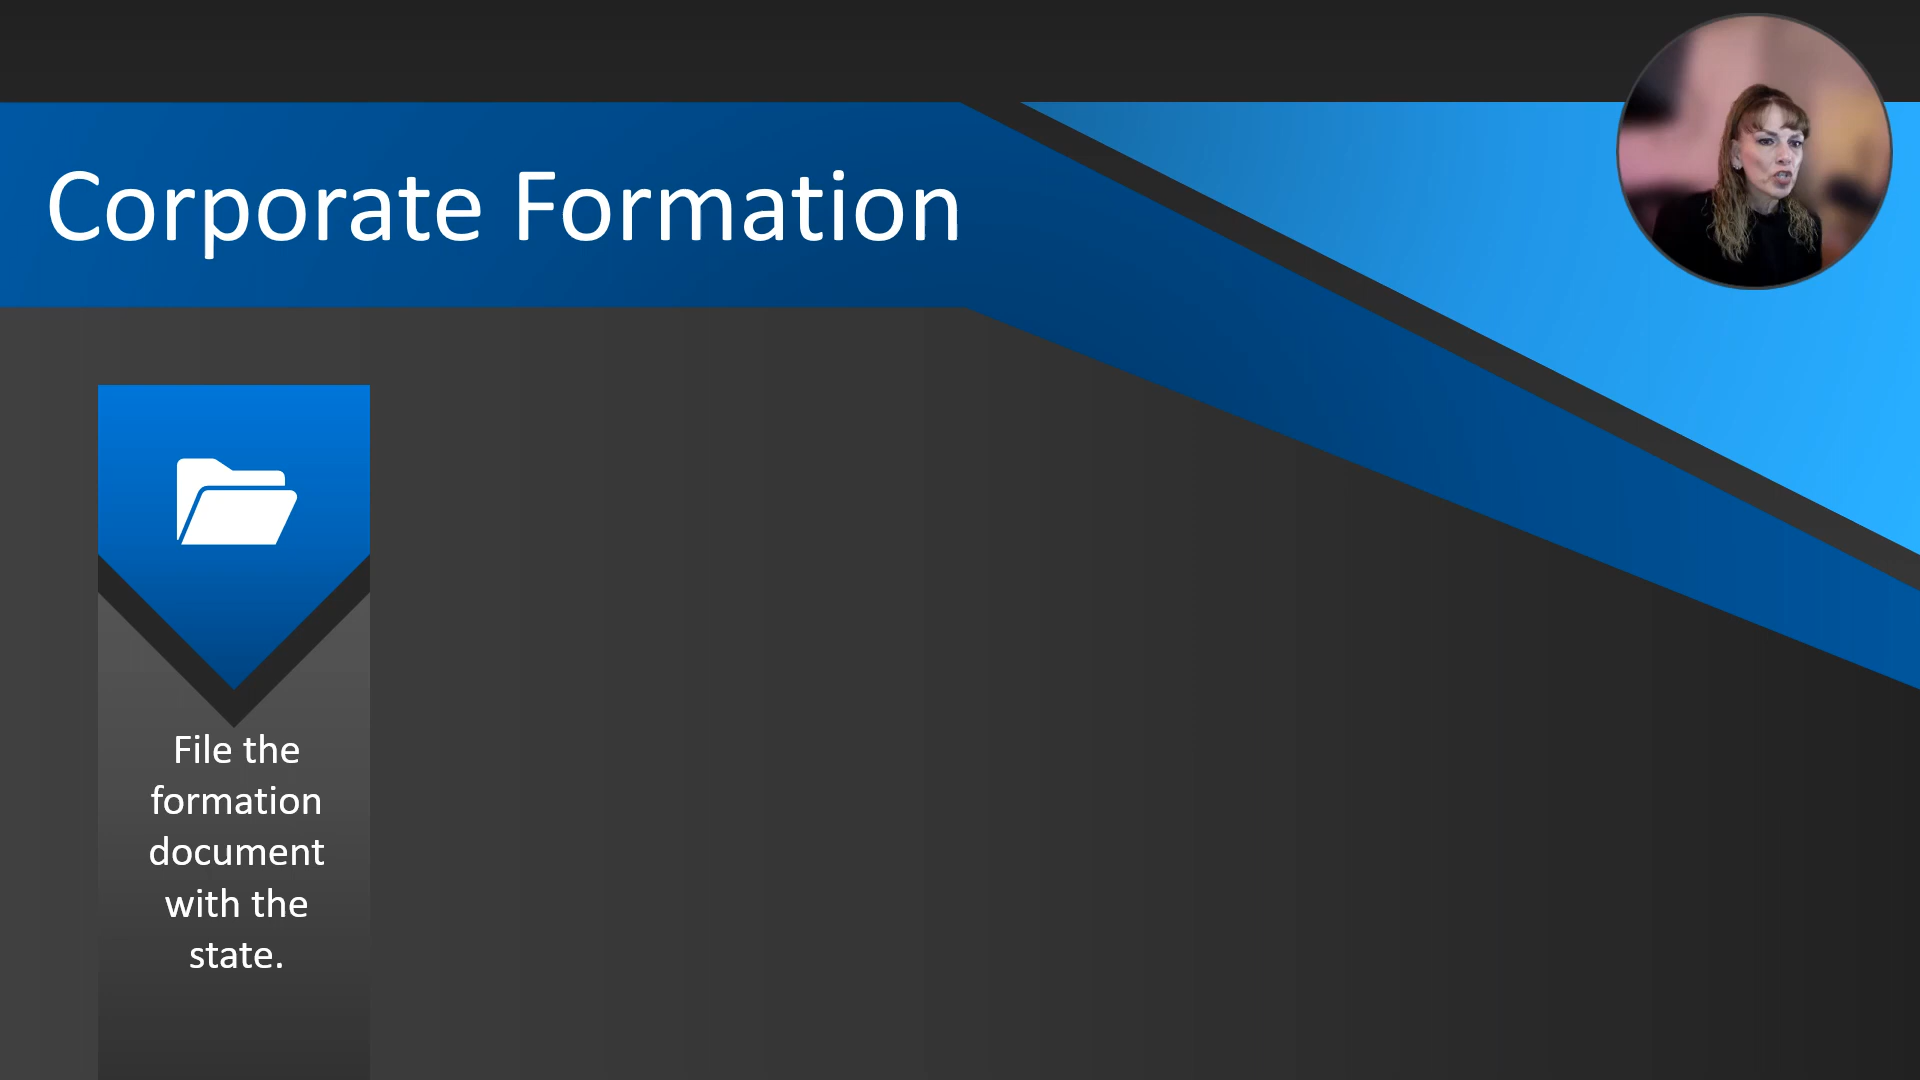 Corporate Formation
File the
formation
document
with the
state.